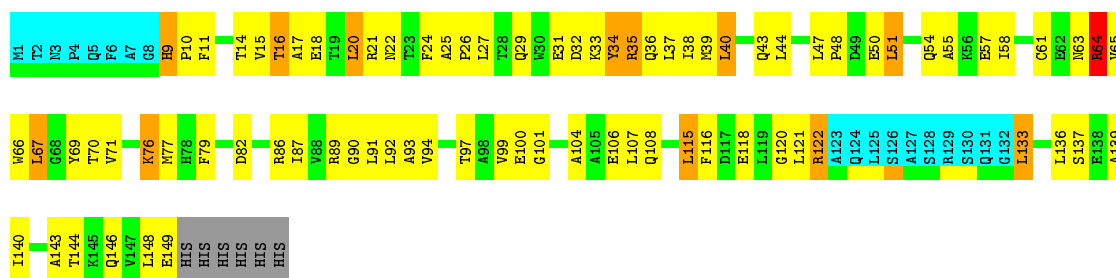 M1 T2 N3 P4 Q5 F6 A7 G8 H9 P10 F11 T14 V15 T16 A17 E18 T19 L20 R21 N22 T23 F24 A25 P26 L27 T28 Q29 W30 E31 D32 K33 Y34 R35 Q36 L37 I38 M39 L40 Q43 L44 L47 P48 D49 E50 L51 Q54 A55 K56 E57 I58 C61 E62 N63 R64 V65
W66 L67 G68 Y69 T70 V71 K76 M77 H78 F79 D82 R86 I87 V88 R89 G90 L91 L92 A93 V94 T97 A98 V99 E100 G101 A104 A105 E106 L107 Q108 L115 F116 D117 E118 L119 G120 L121 R122 A123 Q124 L125 S126 A127 S128 R129 S130 Q131 G132 L133 L136 S137 E138 A139
I140 A143 T144 K145 Q146 V147 L148 E149 HIS HIS HIS HIS HIS HIS